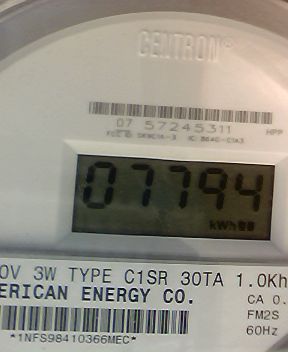 CENTRON®
07 57245311
HPP
07794
kWh
0V 3W TYPE C1SR 30TA 1.0Kh
ERICAN ENERGY CO.
CA 0.
FM2S
60Hz
*1NFS98410366MEC*